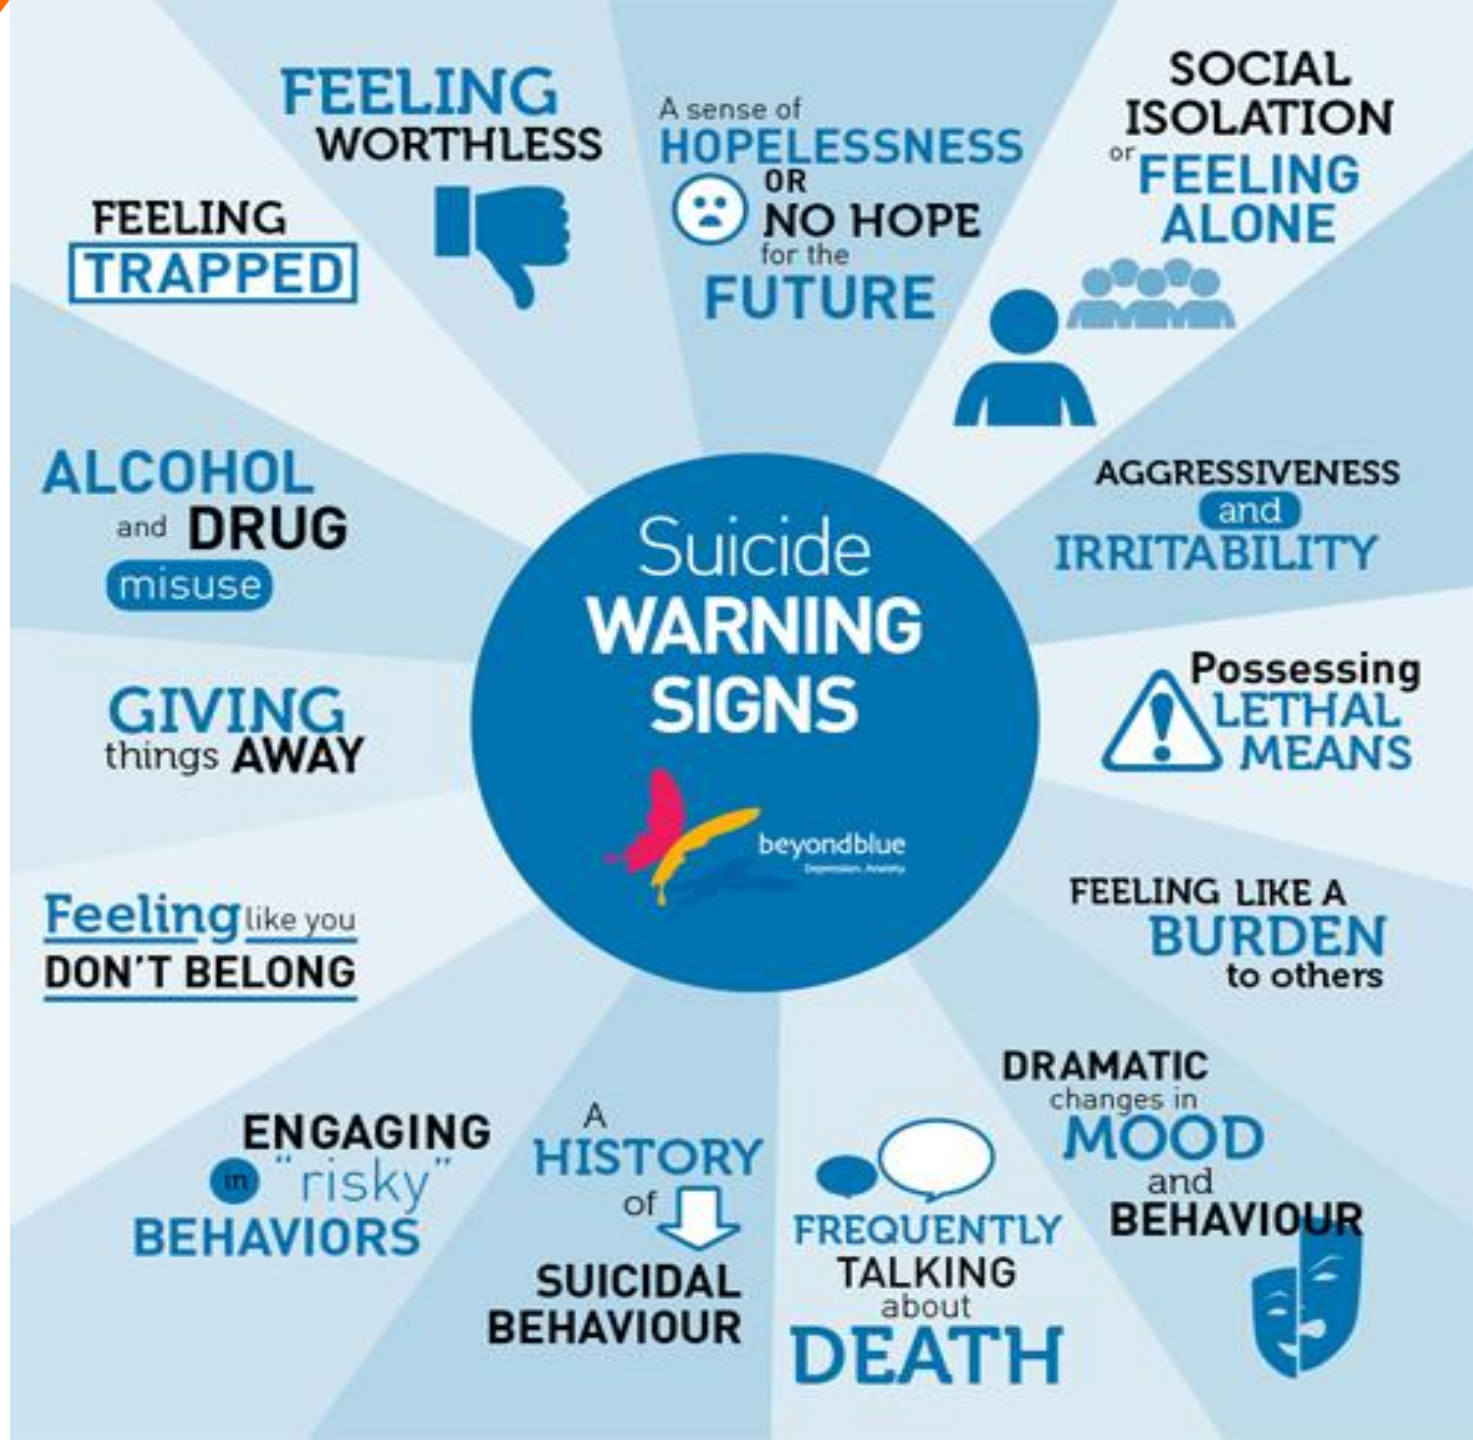 FEELING
WORTHLESS
A sense of
HOPELESSNESS
OR
NO HOPE
for the
FUTURE
SOCIAL
ISOLATION
or FEELING
ALONE
FEELING
TRAPPED
AGGRESSIVENESS
and
IRRITABILITY
ALCOHOL
and DRUG
misuse
Suicide
WARNING
SIGNS
beyondblue
Depression. Anxiety
Possessing
LETHAL
MEANS
GIVING
things AWAY
FEELING LIKE A
BURDEN
to others
Feeling like you
DON'T BELONG
DRAMATIC
changes in
MOOD
and
BEHAVIOUR
ENGAGING
in "risky"
BEHAVIORS
A
HISTORY
of
SUICIDAL
BEHAVIOUR
FREQUENTLY
TALKING
about
DEATH